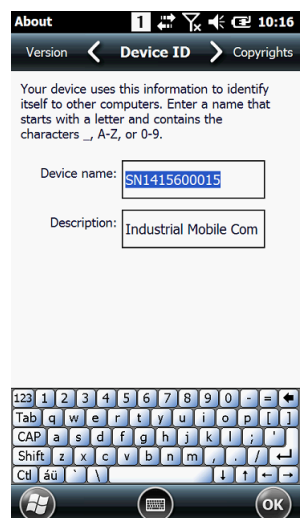 About 1 10:16
Version Device ID Copyrights
Your device uses this information to identify
itself to other computers. Enter a name that
starts with a letter and contains the
characters _, A-Z, or 0-9.
Device name: SN1415600015
Description: Industrial Mobile Com
123 1 2 3 4 5 6 7 8 9 0 - =
Tab q w e r t y u i o p [ ]
CAP a s d f g h j k l ; '
Shift z x c v b n m , . /
Ctl áü ` \
OK